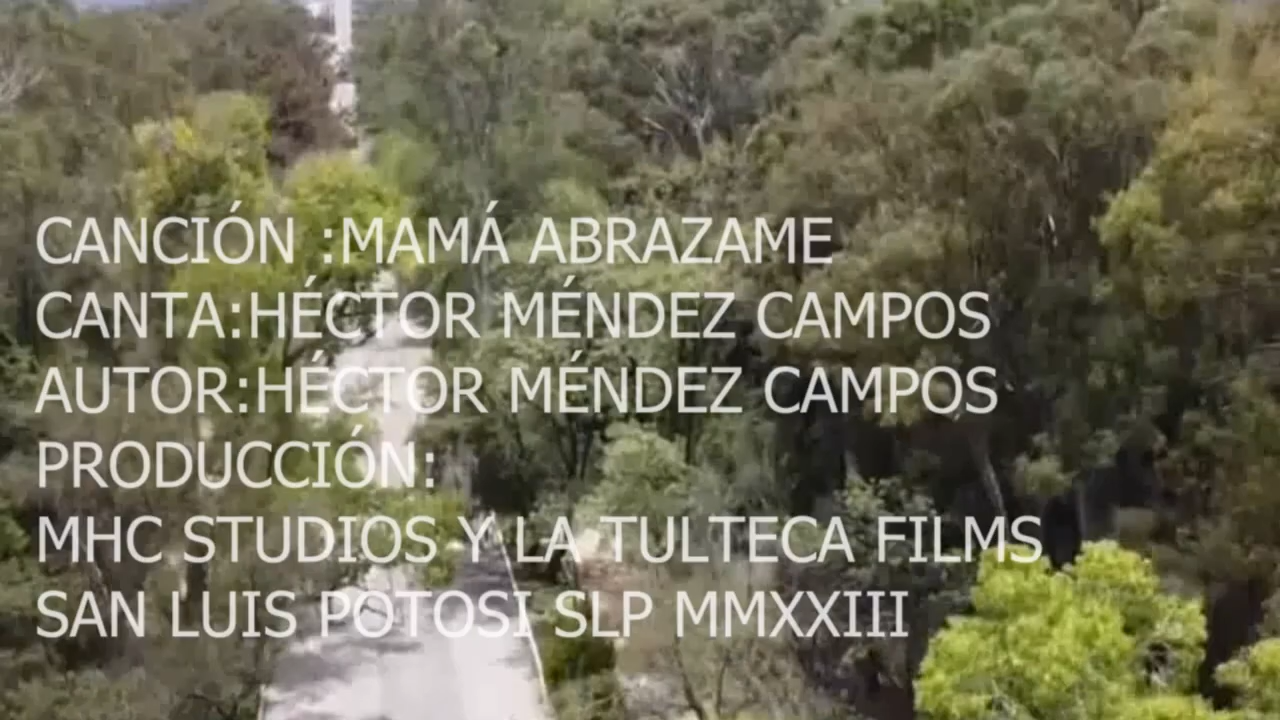 CANCIÓN :MAMÁ ABRAZAME
CANTA:HÉCTOR MÉNDEZ CAMPOS
AUTOR:HÉCTOR MÉNDEZ CAMPOS
PRODUCCIÓN:
MHC STUDIOS Y LA TULTECA FILMS
SAN LUIS POTOSI SLP MMXXIII